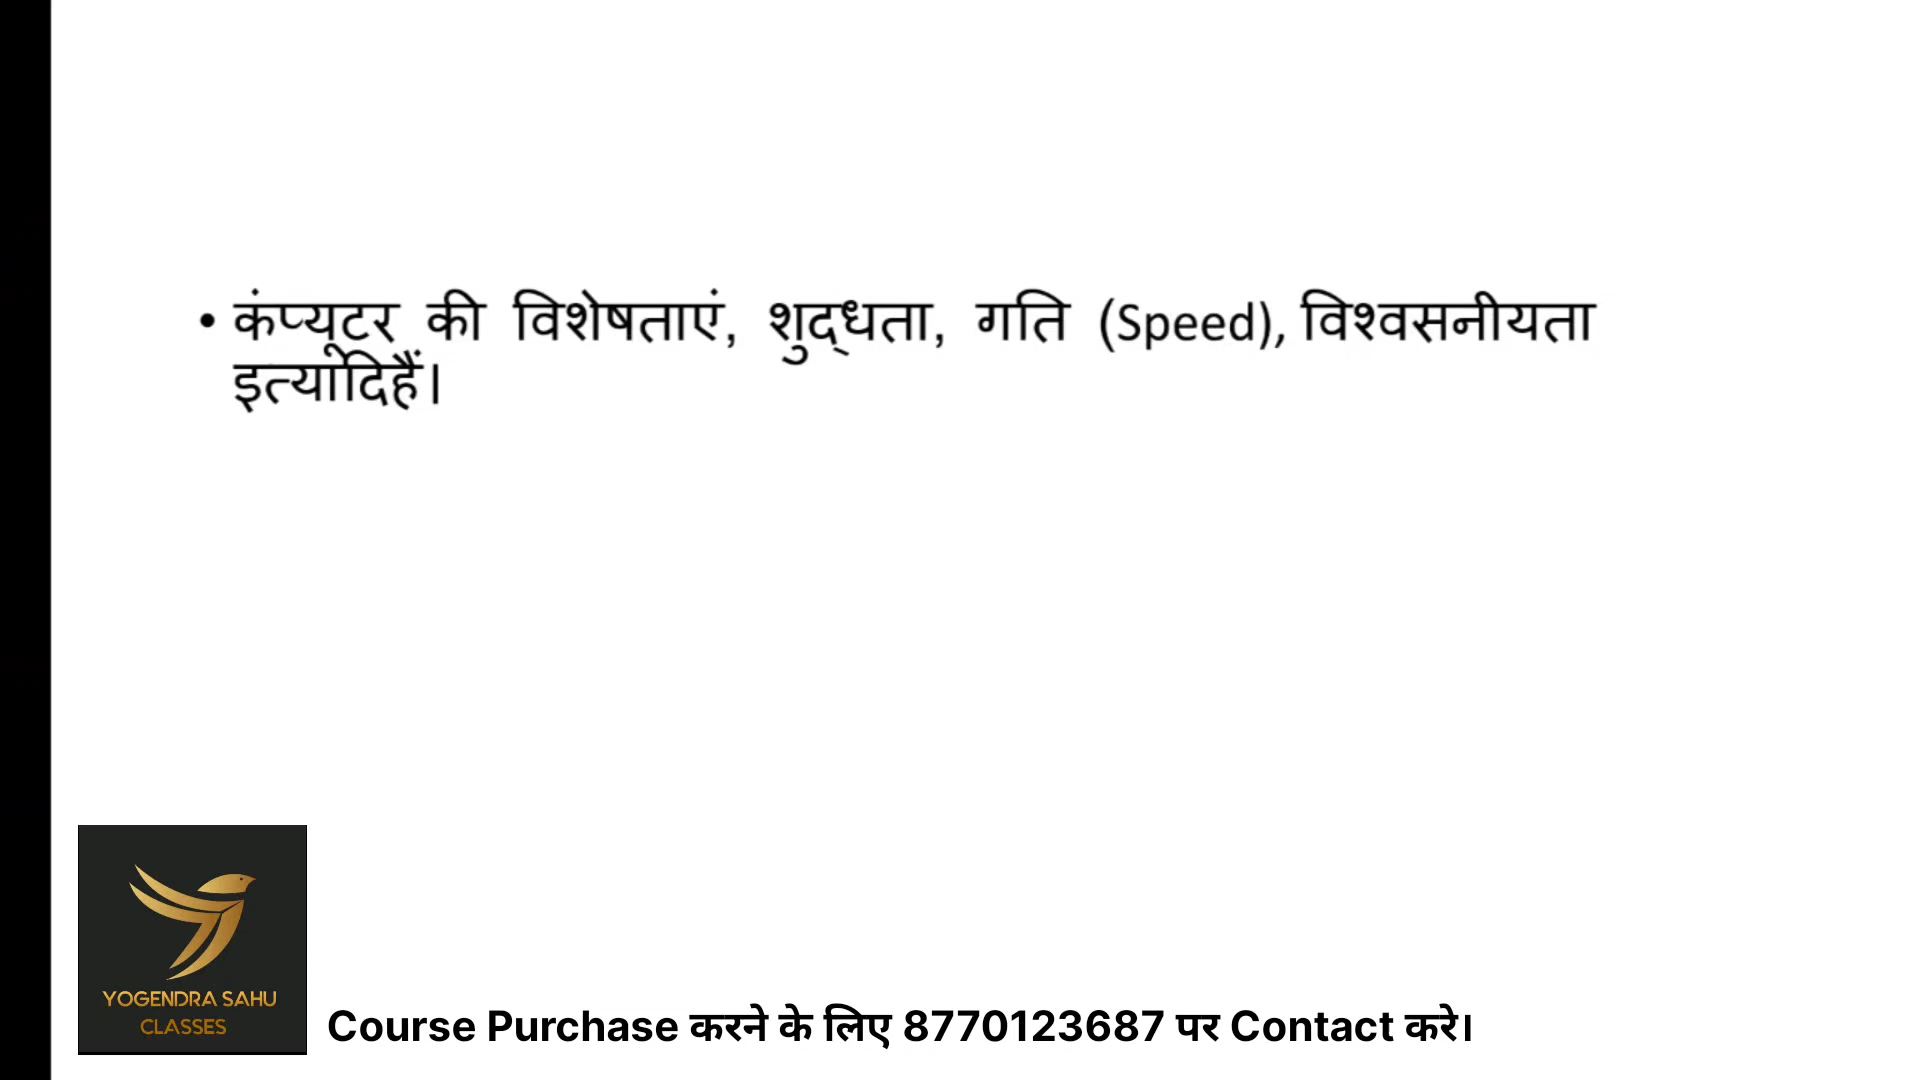 • कंप्यूटर की विशेषताएं, शुद्धता, गति (Speed), विश्वसनीयता
इत्यादिहैं।
YOGENDRA SAHU
CLASSES
Course Purchase करने के लिए 8770123687 पर Contact करे।